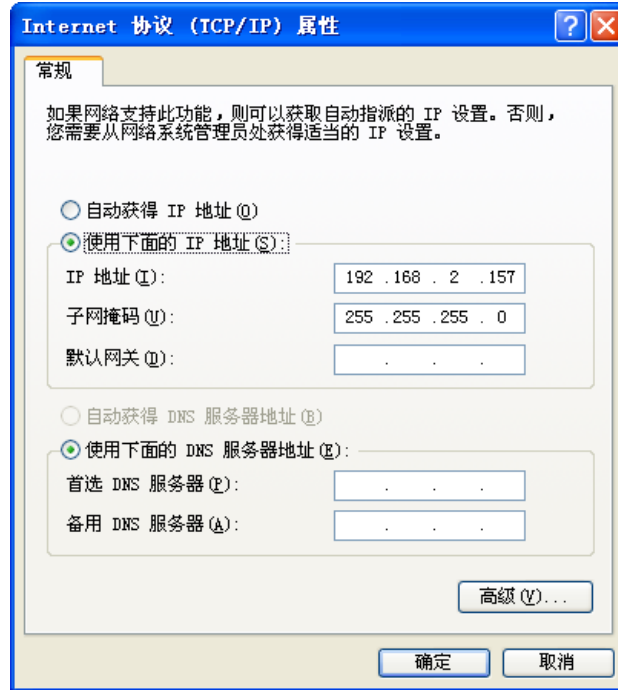 Internet 协议 (TCP/IP) 属性
常规
如果网络支持此功能，则可以获取自动指派的 IP 设置。否则，
您需要从网络系统管理员处获得适当的 IP 设置。
自动获得 IP 地址(O)
使用下面的 IP 地址(S):
IP 地址(I): 192 .168 . 2 .157
子网掩码(U): 255 .255 .255 . 0
默认网关(D): . . .
自动获得 DNS 服务器地址(B)
使用下面的 DNS 服务器地址(E):
首选 DNS 服务器(P): . . .
备用 DNS 服务器(A): . . .
高级(V)...
确定 取消